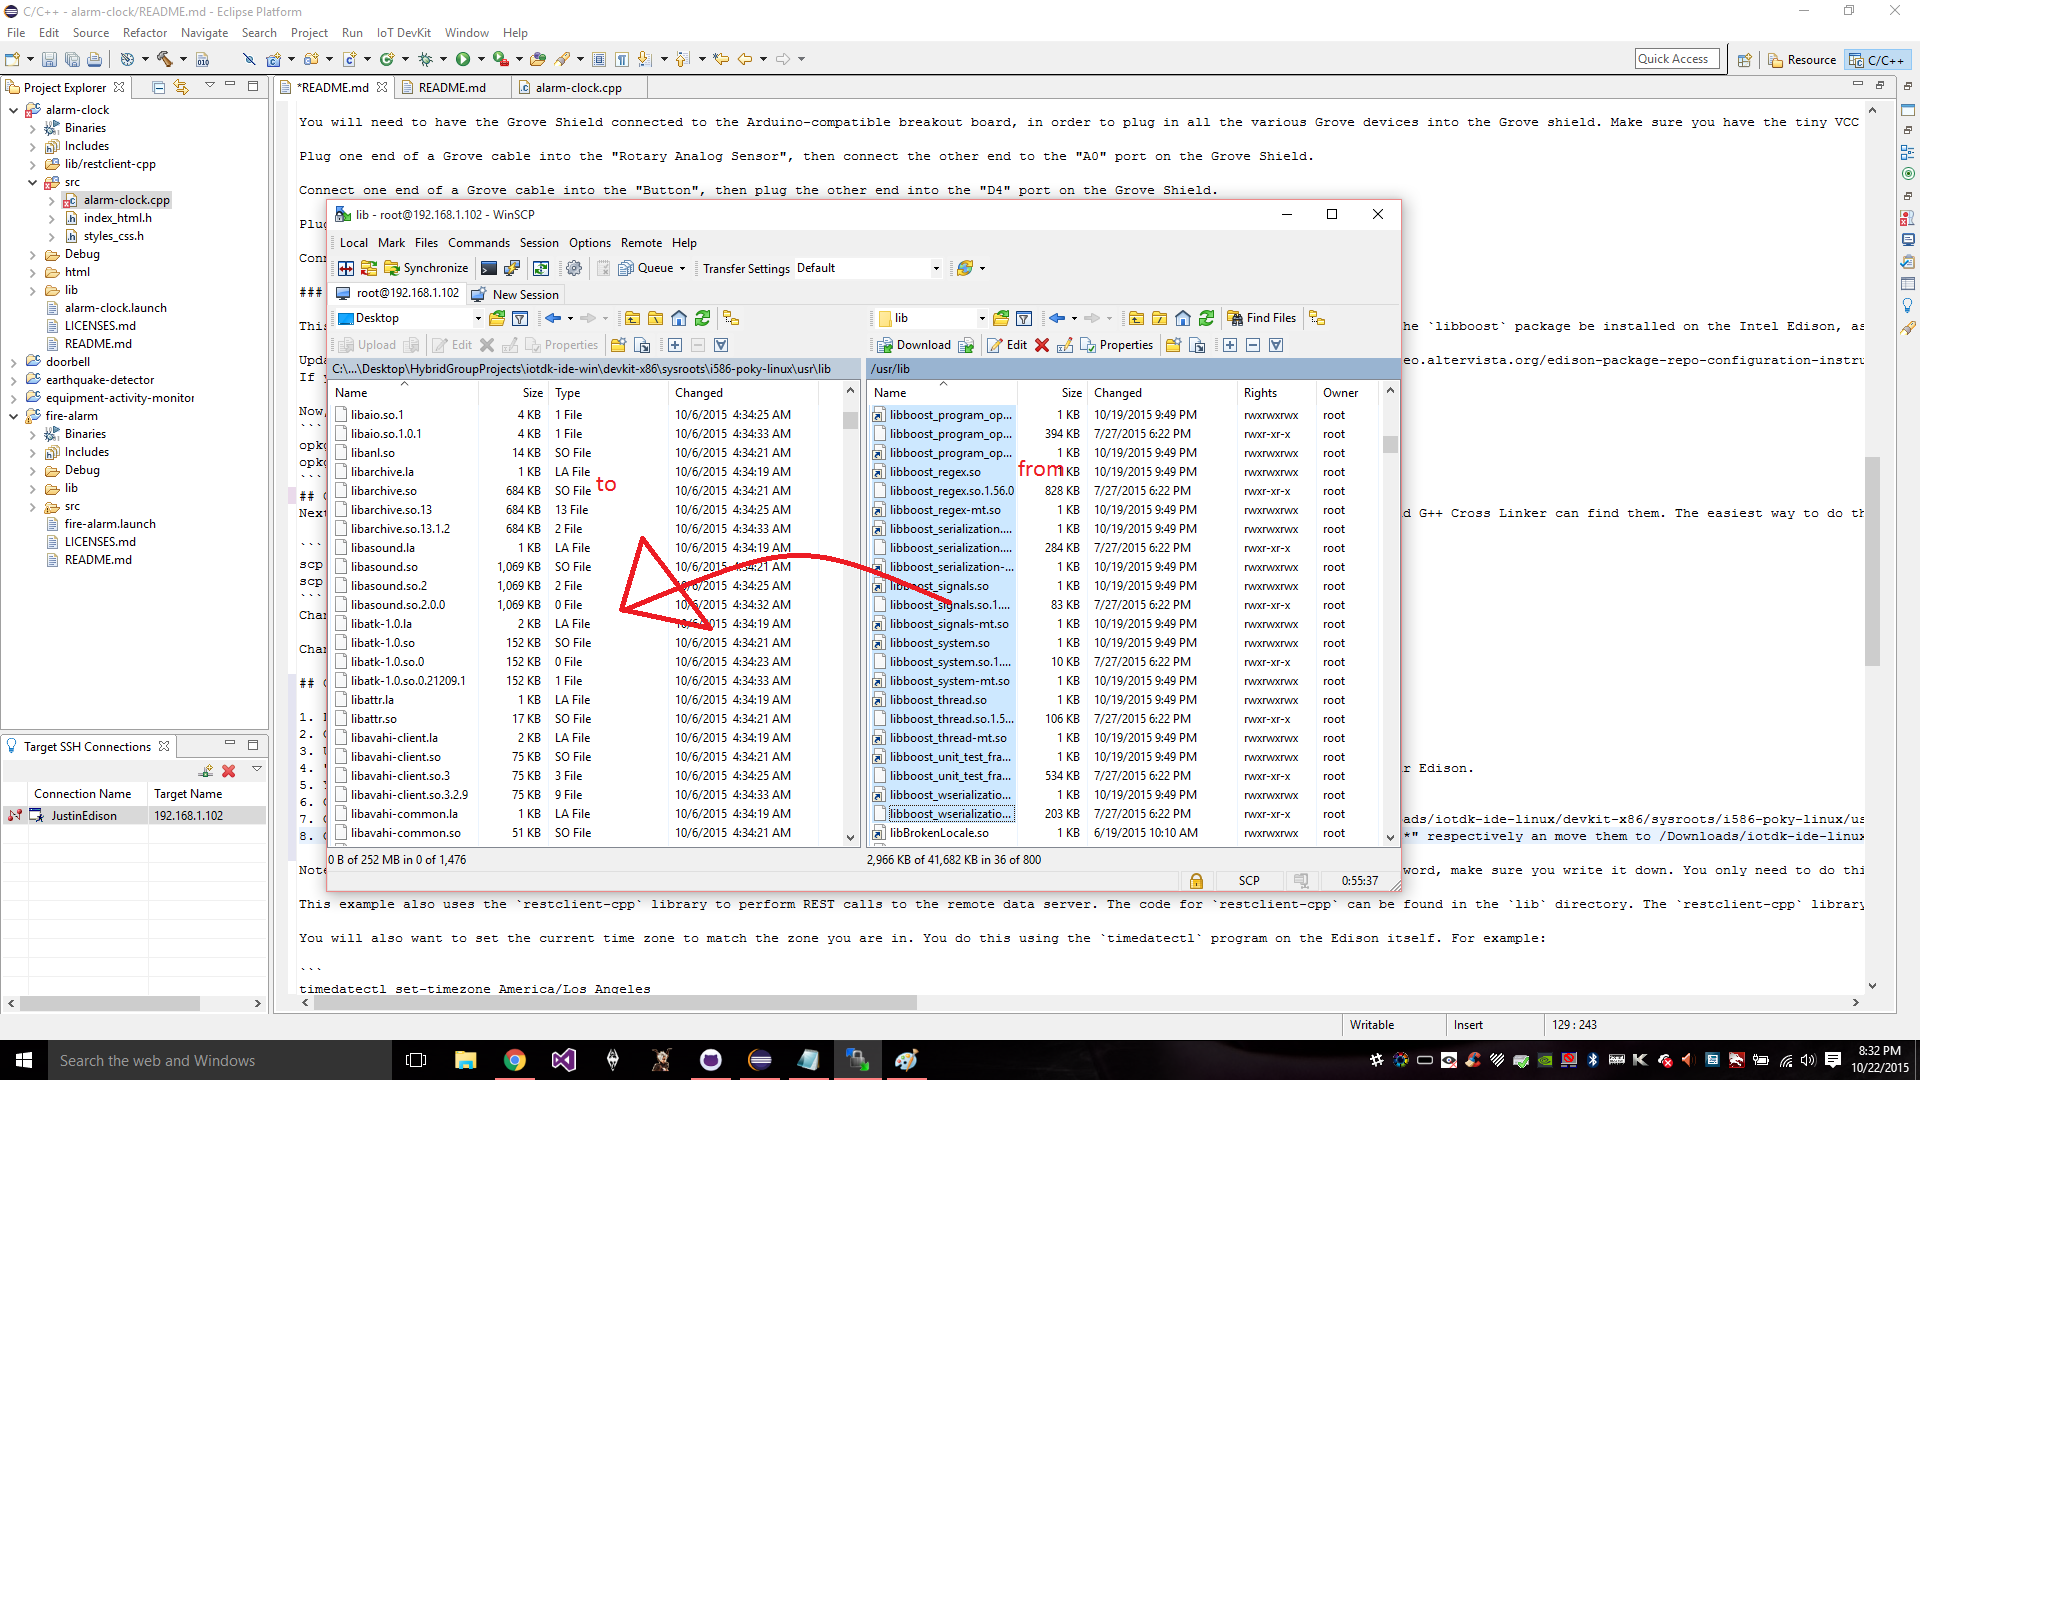 C/C++ - alarm-clock/README.md - Eclipse Platform
File Edit Source Refactor Navigate Search Project Run IoT DevKit Window Help
Quick Access
Resource
C/C++
Project Explorer
alarm-clock
Binaries
Includes
lib/restclient-cpp
src
alarm-clock.cpp
index_html.h
styles_css.h
Debug
html
lib
alarm-clock.launch
LICENSES.md
README.md
doorbell
earthquake-detector
equipment-activity-monitor
fire-alarm
Binaries
Includes
Debug
lib
src
fire-alarm.launch
LICENSES.md
README.md
Target SSH Connections
Connection Name Target Name
JustinEdison 192.168.1.102
*README.md README.md alarm-clock.cpp
You will need to have the Grove Shield connected to the Arduino-compatible breakout board, in order to plug in all the various Grove devices into the Grove shield. Make sure you have the tiny VCC
Plug one end of a Grove cable into the "Rotary Analog Sensor", then connect the other end to the "A0" port on the Grove Shield.
Connect one end of a Grove cable into the "Button", then plug the other end into the "D4" port on the Grove Shield.
###
he `libboost` package be installed on the Intel Edison, as
eo.altervista.org/edison-package-repo-configuration-instru
Now,
```
```
##
Next
d G++ Cross Linker can find them. The easiest way to do th
```
scp
scp
```
##
1.
2.
3.
4.
5.
6.
7.
8.
r Edison.
ads/iotdk-ide-linux/devkit-x86/sysroots/i586-poky-linux/us
*" respectively an move them to /Downloads/iotdk-ide-linux
Note
word, make sure you write it down. You only need to do thi
This example also uses the `restclient-cpp` library to perform REST calls to the remote data server. The code for `restclient-cpp` can be found in the `lib` directory. The `restclient-cpp` library
You will also want to set the current time zone to match the zone you are in. You do this using the `timedatectl` program on the Edison itself. For example:
```
timedatectl set-timezone America/Los_Angeles
lib - root@192.168.1.102 - WinSCP
Local Mark Files Commands Session Options Remote Help
Synchronize Queue Transfer Settings Default
root@192.168.1.102 New Session
Desktop
Upload Edit Properties
C:\...\Desktop\HybridGroupProjects\iotdk-ide-win\devkit-x86\sysroots\i586-poky-linux\usr\lib
Name Size Type Changed
libaio.so.1 4 KB 1 File 10/6/2015 4:34:25 AM
libaio.so.1.0.1 4 KB 1 File 10/6/2015 4:34:33 AM
libanl.so 14 KB SO File 10/6/2015 4:34:21 AM
libarchive.la 1 KB LA File 10/6/2015 4:34:19 AM
libarchive.so 684 KB SO File 10/6/2015 4:34:21 AM
to
libarchive.so.13 684 KB 13 File 10/6/2015 4:34:25 AM
libarchive.so.13.1.2 684 KB 2 File 10/6/2015 4:34:33 AM
libasound.la 1 KB LA File 10/6/2015 4:34:19 AM
libasound.so 1,069 KB SO File 10/6/2015 4:34:21 AM
libasound.so.2 1,069 KB 2 File 10/6/2015 4:34:25 AM
libasound.so.2.0.0 1,069 KB 0 File 10/6/2015 4:34:32 AM
libatk-1.0.la 2 KB LA File 10/6/2015 4:34:19 AM
libatk-1.0.so 152 KB SO File 10/6/2015 4:34:21 AM
libatk-1.0.so.0 152 KB 0 File 10/6/2015 4:34:23 AM
libatk-1.0.so.0.21209.1 152 KB 1 File 10/6/2015 4:34:33 AM
libattr.la 1 KB LA File 10/6/2015 4:34:19 AM
libattr.so 17 KB SO File 10/6/2015 4:34:21 AM
libavahi-client.la 2 KB LA File 10/6/2015 4:34:19 AM
libavahi-client.so 75 KB SO File 10/6/2015 4:34:21 AM
libavahi-client.so.3 75 KB 3 File 10/6/2015 4:34:25 AM
libavahi-client.so.3.2.9 75 KB 9 File 10/6/2015 4:34:33 AM
libavahi-common.la 1 KB LA File 10/6/2015 4:34:19 AM
libavahi-common.so 51 KB SO File 10/6/2015 4:34:21 AM
0 B of 252 MB in 0 of 1,476
lib Find Files
Download Edit Properties
/usr/lib
Name Size Changed Rights Owner
libboost_program_op... 1 KB 10/19/2015 9:49 PM rwxrwxrwx root
libboost_program_op... 394 KB 7/27/2015 6:22 PM rwxr-xr-x root
libboost_program_op... 1 KB 10/19/2015 9:49 PM rwxrwxrwx root
libboost_regex.so 1 KB 10/19/2015 9:49 PM rwxrwxrwx root
from
libboost_regex.so.1.56.0 828 KB 7/27/2015 6:22 PM rwxr-xr-x root
libboost_regex-mt.so 1 KB 10/19/2015 9:49 PM rwxrwxrwx root
libboost_serialization.... 1 KB 10/19/2015 9:49 PM rwxrwxrwx root
libboost_serialization.... 284 KB 7/27/2015 6:22 PM rwxr-xr-x root
libboost_serialization-... 1 KB 10/19/2015 9:49 PM rwxrwxrwx root
libboost_signals.so 1 KB 10/19/2015 9:49 PM rwxrwxrwx root
libboost_signals.so.1.... 83 KB 7/27/2015 6:22 PM rwxr-xr-x root
libboost_signals-mt.so 1 KB 10/19/2015 9:49 PM rwxrwxrwx root
libboost_system.so 1 KB 10/19/2015 9:49 PM rwxrwxrwx root
libboost_system.so.1.... 10 KB 7/27/2015 6:22 PM rwxr-xr-x root
libboost_system-mt.so 1 KB 10/19/2015 9:49 PM rwxrwxrwx root
libboost_thread.so 1 KB 10/19/2015 9:49 PM rwxrwxrwx root
libboost_thread.so.1.5... 106 KB 7/27/2015 6:22 PM rwxr-xr-x root
libboost_thread-mt.so 1 KB 10/19/2015 9:49 PM rwxrwxrwx root
libboost_unit_test_fra... 1 KB 10/19/2015 9:49 PM rwxrwxrwx root
libboost_unit_test_fra... 534 KB 7/27/2015 6:22 PM rwxr-xr-x root
libboost_wserializatio... 1 KB 10/19/2015 9:49 PM rwxrwxrwx root
libboost_wserializatio... 203 KB 7/27/2015 6:22 PM rwxr-xr-x root
libBrokenLocale.so 1 KB 6/19/2015 10:10 AM rwxrwxrwx root
2,966 KB of 41,682 KB in 36 of 800
SCP 0:55:37
Writable Insert 129 : 243
Search the web and Windows
8:32 PM
10/22/2015